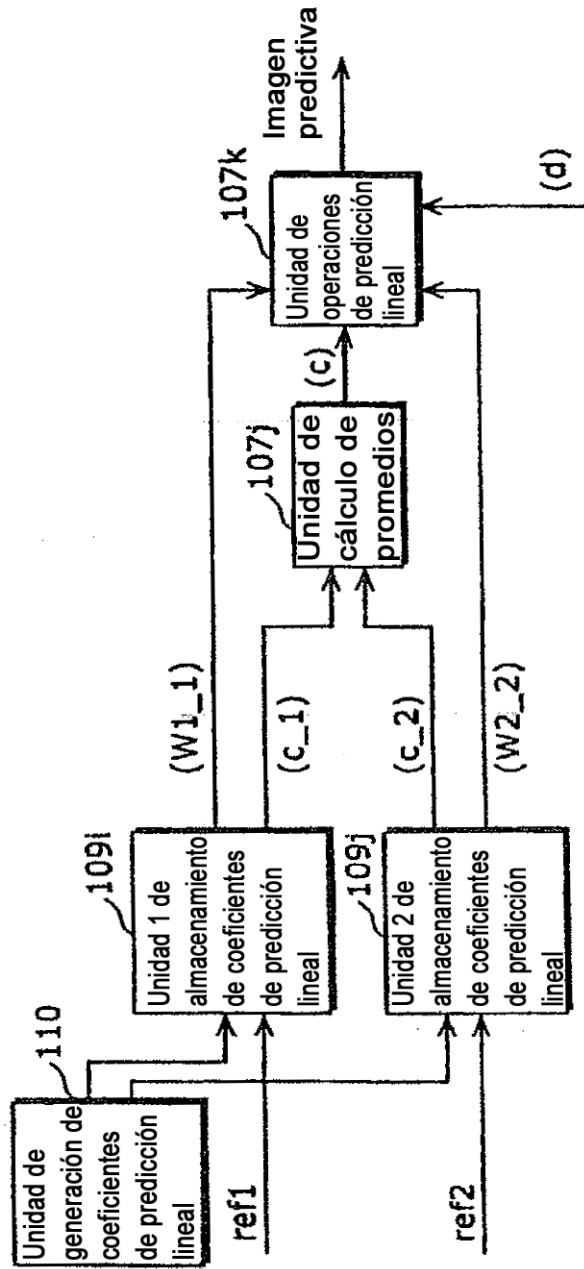 110
Unidad de
generación de
coeficientes
de predicción
lineal
ref1
ref2
109i
Unidad 1 de
almacenamiento
de coeficientes
de predicción
lineal
109j
Unidad 2 de
almacenamiento
de coeficientes
de predicción
lineal
(W1_1)
(c_1)
(c_2)
(W2_2)
107j
Unidad de
cálculo de
promedios
(c)
107k
Unidad de
operaciones
de predicción
lineal
(d)
Imagen
predictiva